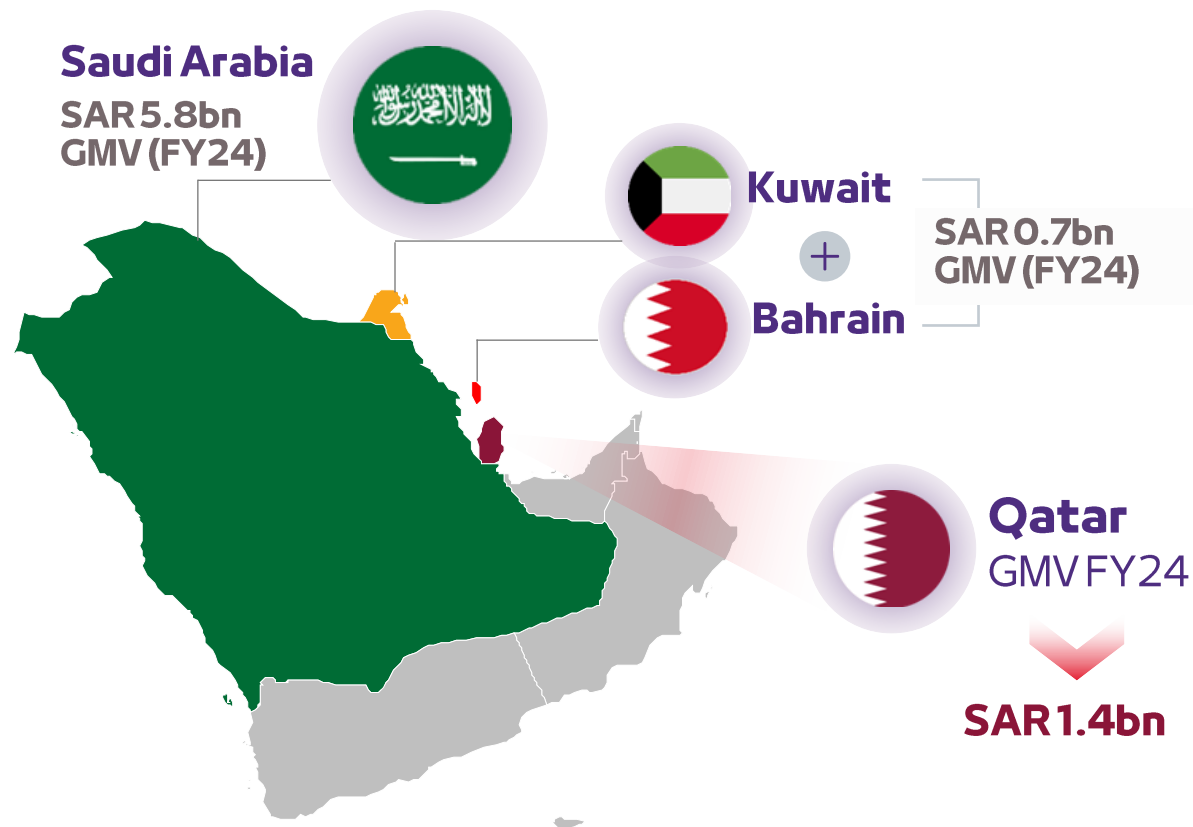 Saudi Arabia
SAR 5.8bn
GMV (FY24)
لا إله إلا الله محمد رسول الله
Kuwait
+
Bahrain
SAR 0.7bn
GMV (FY24)
Qatar
GMV FY24
SAR 1.4bn